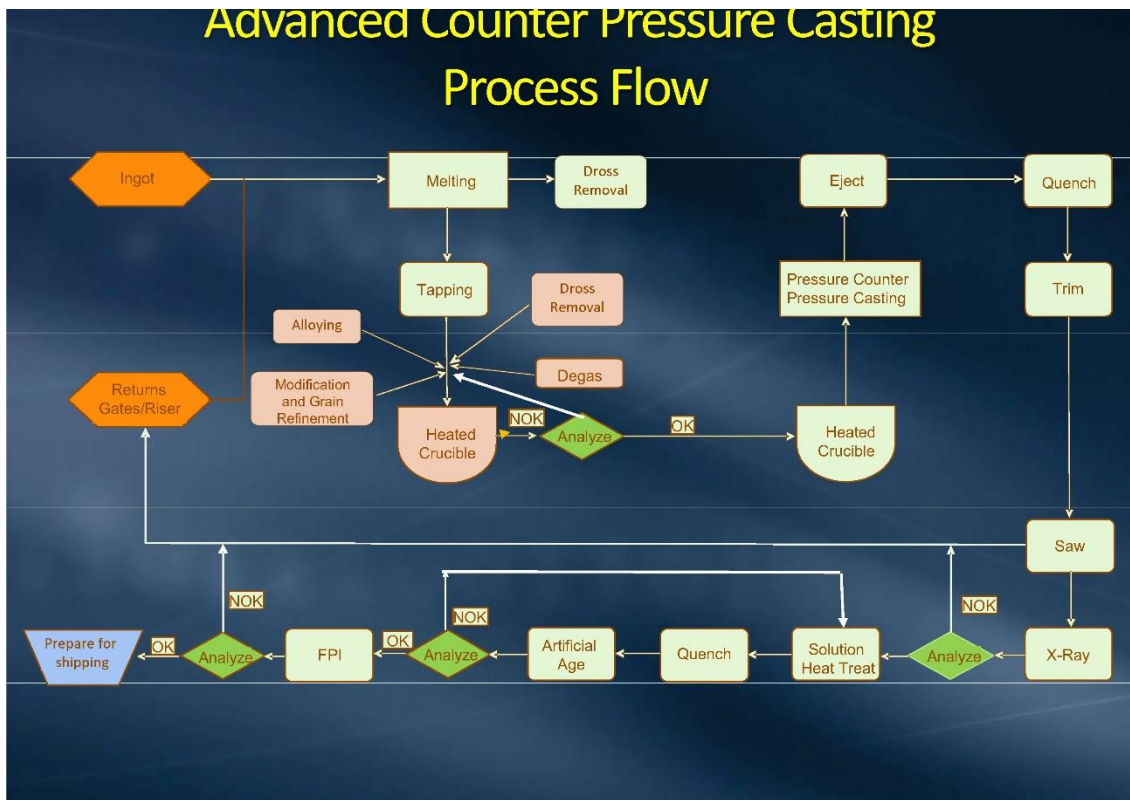 Advanced Counter Pressure Casting
Process Flow
Ingot
Melting
Dross
Removal
Eject
Quench
Tapping
Dross
Removal
Pressure Counter
Pressure Casting
Trim
Alloying
Degas
Returns
Gates/Riser
Modification
and Grain
Refinement
Heated
Crucible
NOK
Analyze
OK
Heated
Crucible
Saw
NOK
NOK
NOK
Prepare for
shipping
OK
Analyze
FPI
OK
Analyze
Artificial
Age
Quench
Solution
Heat Treat
Analyze
X-Ray